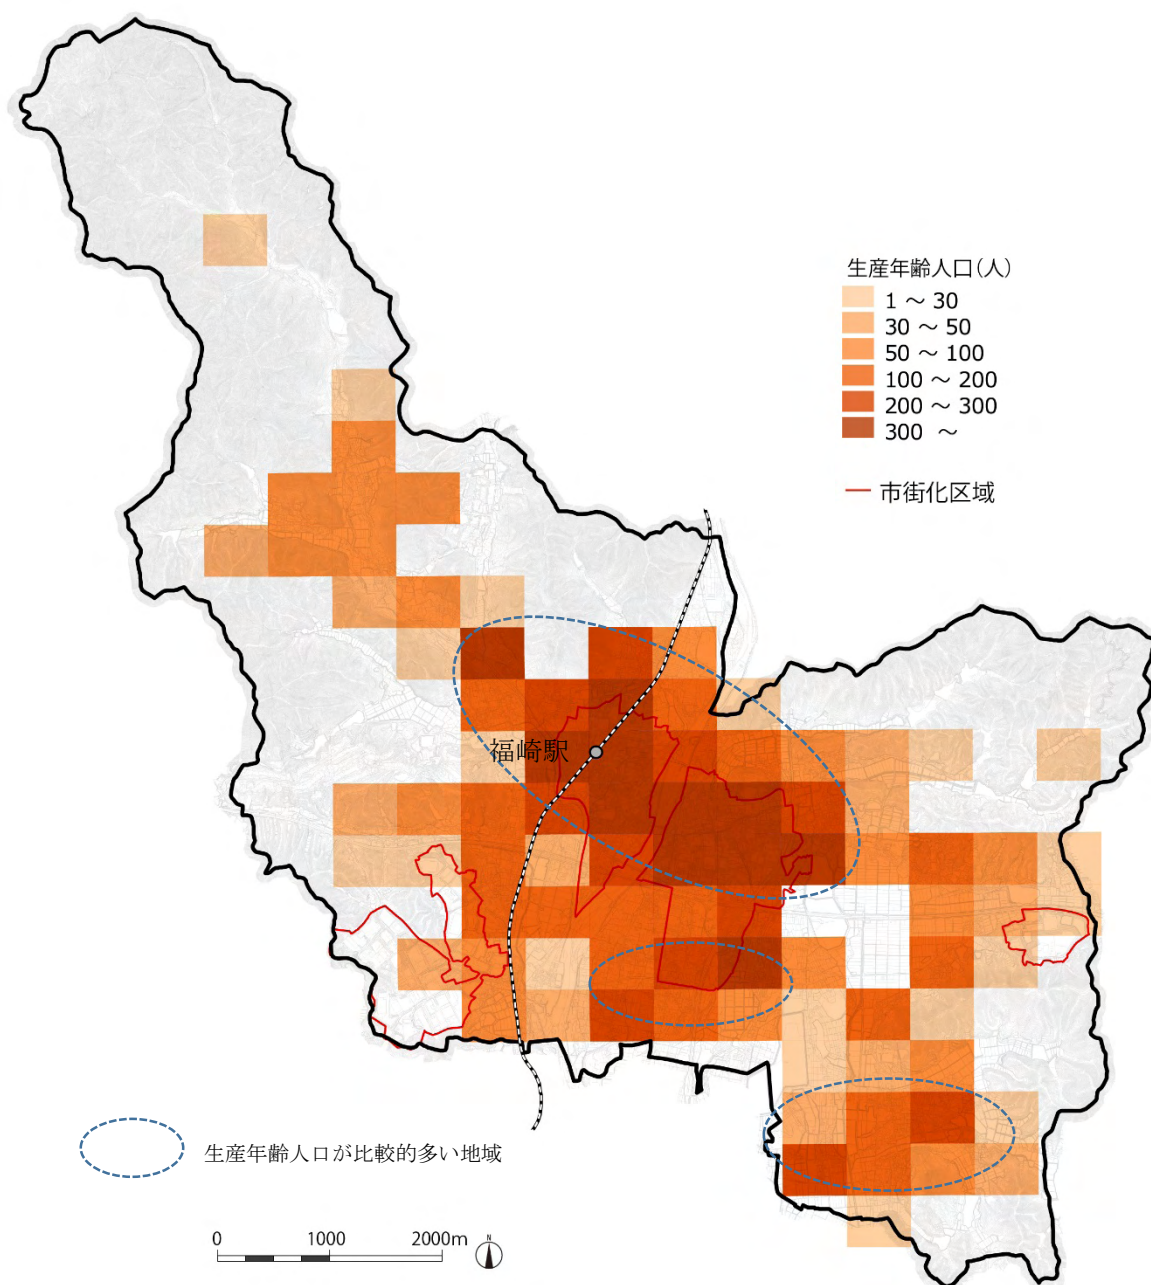 生産年齢人口(人)
1 ～ 30
30 ～ 50
50 ～ 100
100 ～ 200
200 ～ 300
300 ～
市街化区域
福崎駅
生産年齢人口が比較的多い地域
0 1000 2000m
N